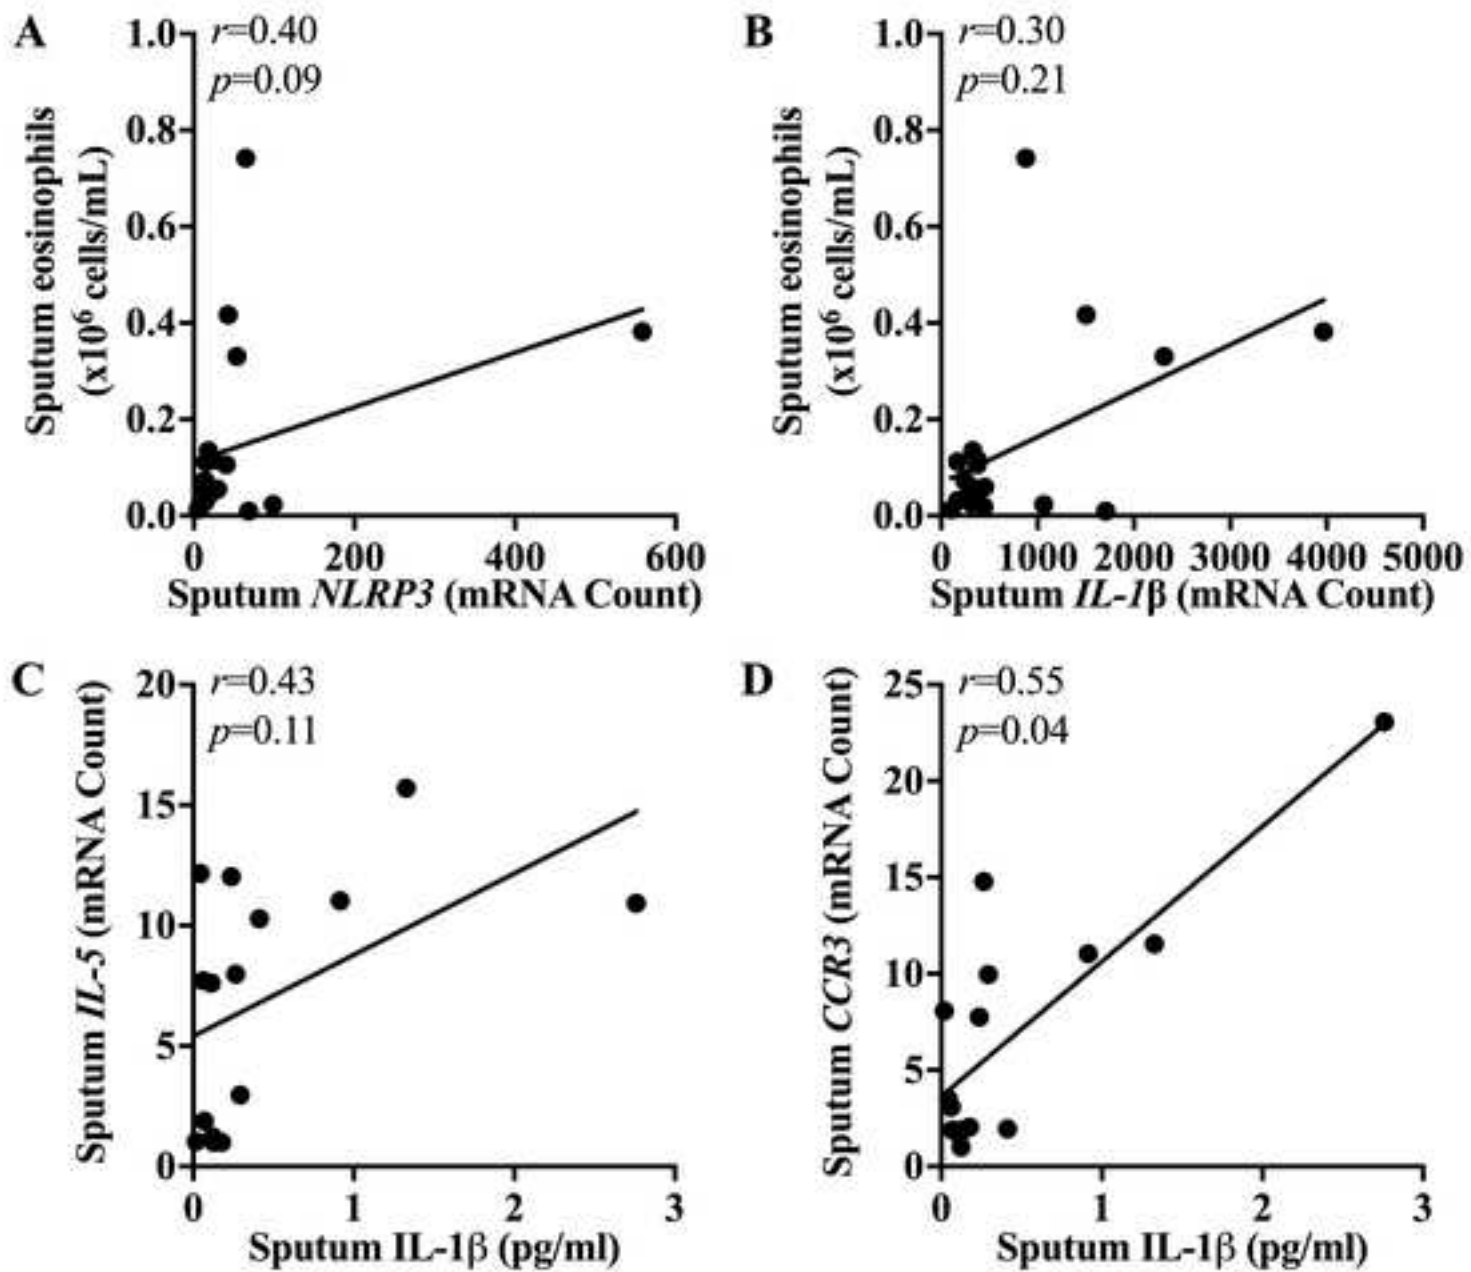 A
r=0.40
p=0.09
1.0
0.8
0.6
0.4
0.2
0.0
Sputum eosinophils
(x10⁶ cells/mL)
0 200 400 600
Sputum NLRP3 (mRNA Count)
B
r=0.30
p=0.21
1.0
0.8
0.6
0.4
0.2
0.0
Sputum eosinophils
(x10⁶ cells/mL)
0 1000 2000 3000 4000 5000
Sputum IL-1β (mRNA Count)
C
r=0.43
p=0.11
20
15
10
5
0
Sputum IL-5 (mRNA Count)
0 1 2 3
Sputum IL-1β (pg/ml)
D
r=0.55
p=0.04
25
20
15
10
5
0
Sputum CCR3 (mRNA Count)
0 1 2 3
Sputum IL-1β (pg/ml)